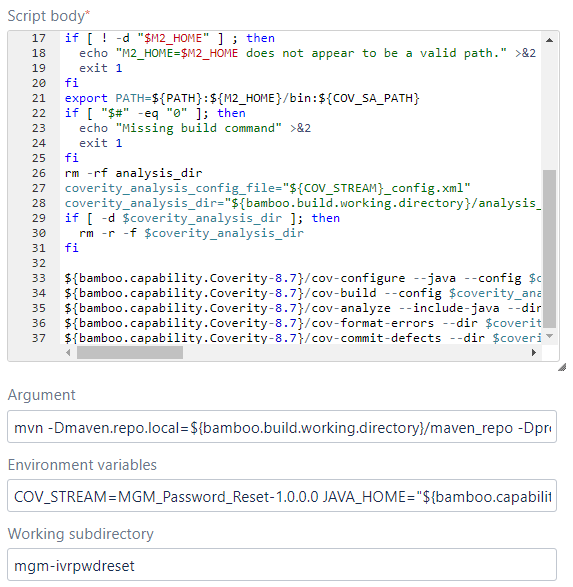 Script body*
17 if [ ! -d "$M2_HOME" ] ; then
18 echo "M2_HOME=$M2_HOME does not appear to be a valid path." >&2
19 exit 1
20 fi
21 export PATH=${PATH}:${M2_HOME}/bin:${COV_SA_PATH}
22 if [ "$#" -eq "0" ]; then
23 echo "Missing build command" >&2
24 exit 1
25 fi
26 rm -rf analysis_dir
27 coverity_analysis_config_file="${COV_STREAM}_config.xml"
28 coverity_analysis_dir="${bamboo.build.working.directory}/analysis_
29 if [ -d $coverity_analysis_dir ]; then
30 rm -r -f $coverity_analysis_dir
31 fi
32
33 ${bamboo.capability.Coverity-8.7}/cov-configure --java --config $c
34 ${bamboo.capability.Coverity-8.7}/cov-build --config $coverity_ana
35 ${bamboo.capability.Coverity-8.7}/cov-analyze --include-java --dir
36 ${bamboo.capability.Coverity-8.7}/cov-format-errors --dir $coverit
37 ${bamboo.capability.Coverity-8.7}/cov-commit-defects --dir $coveri
Argument
mvn -Dmaven.repo.local=${bamboo.build.working.directory}/maven_repo -Dpro
Environment variables
COV_STREAM=MGM_Password_Reset-1.0.0.0 JAVA_HOME="${bamboo.capabilit
Working subdirectory
mgm-ivrpwdreset